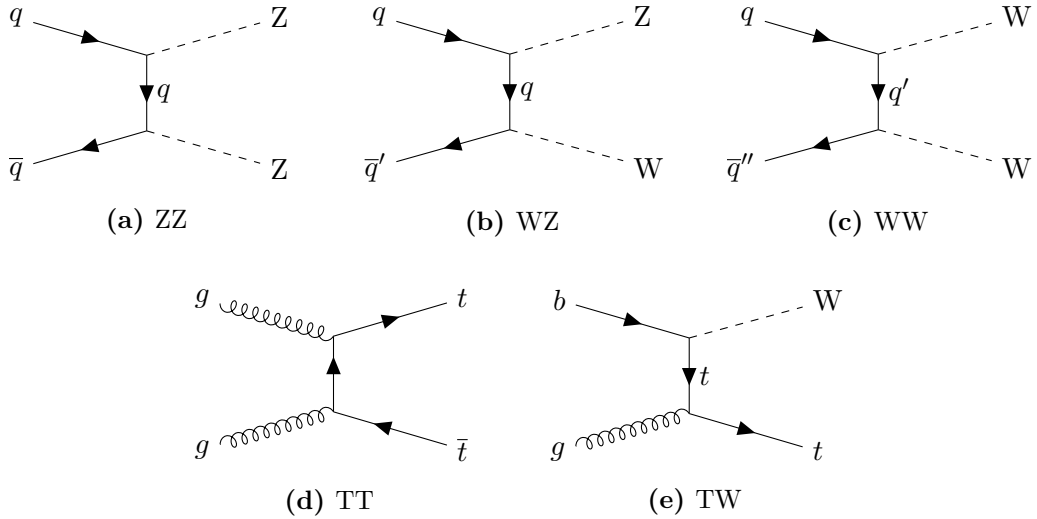 q Z q Z q W
q q q′
q̅ Z q̅′ W q̅″ W
(a) ZZ (b) WZ (c) WW
g t b W
t
g t̅ g t
(d) TT (e) TW